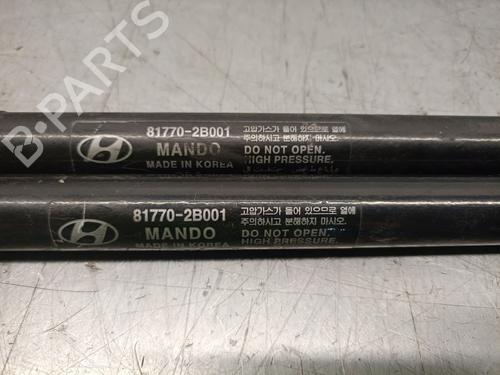 81770-2B001
MANDO
MADE IN KOREA
고압가스가 들어 있으므로 열에
주의하시고 분해하지 마시오.
DO NOT OPEN.
HIGH PRESSURE.
81770-2B001
MANDO
MADE IN KOREA
고압가스가 들어 있으므로 열에
주의하시고 분해하지 마시오.
DO NOT OPEN.
HIGH PRESSURE.
B-PARTS